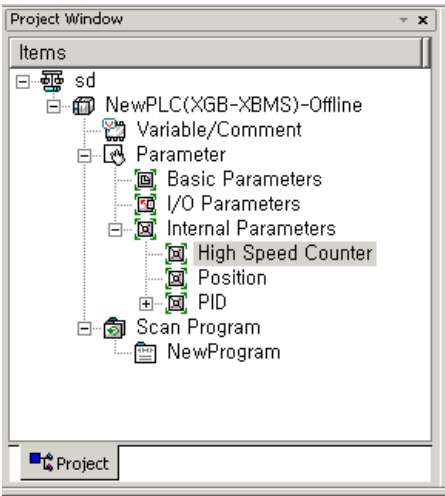 Project Window
Items
sd
NewPLC(XGB-XBMS)-Offline
Variable/Comment
Parameter
Basic Parameters
I/O Parameters
Internal Parameters
High Speed Counter
Position
PID
Scan Program
NewProgram
Project